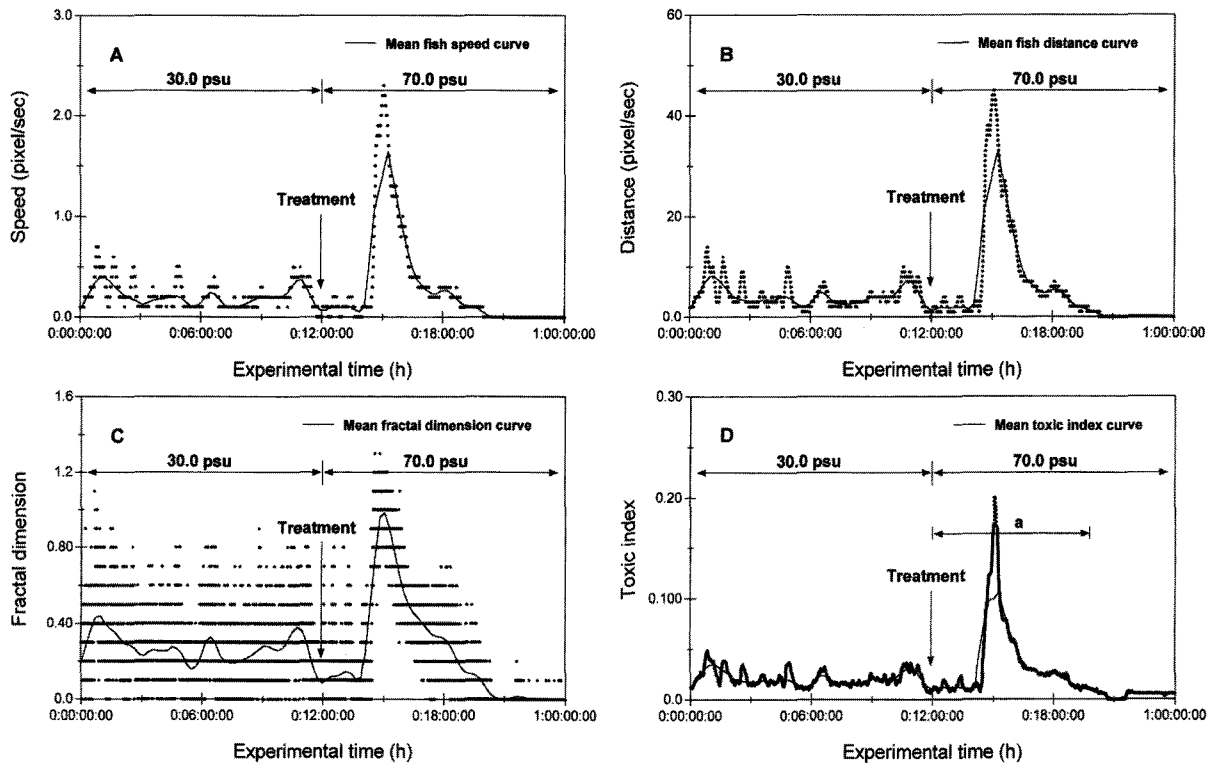 3.0
A
Mean fish speed curve
30.0 psu
70.0 psu
2.0
Treatment
1.0
0.0
Speed (pixel/sec)
0:00:00:00
0:06:00:00
0:12:00:00
0:18:00:00
1:00:00:00
Experimental time (h)
60
B
Mean fish distance curve
30.0 psu
70.0 psu
40
Treatment
20
0
Distance (pixel/sec)
0:00:00:00
0:06:00:00
0:12:00:00
0:18:00:00
1:00:00:00
Experimental time (h)
1.6
C
Mean fractal dimension curve
30.0 psu
70.0 psu
1.2
Treatment
0.80
0.40
0.0
Fractal dimension
0:00:00:00
0:06:00:00
0:12:00:00
0:18:00:00
1:00:00:00
Experimental time (h)
0.30
D
Mean toxic index curve
30.0 psu
70.0 psu
0.20
a
Treatment
0.100
0.0
Toxic index
0:00:00:00
0:06:00:00
0:12:00:00
0:18:00:00
1:00:00:00
Experimental time (h)